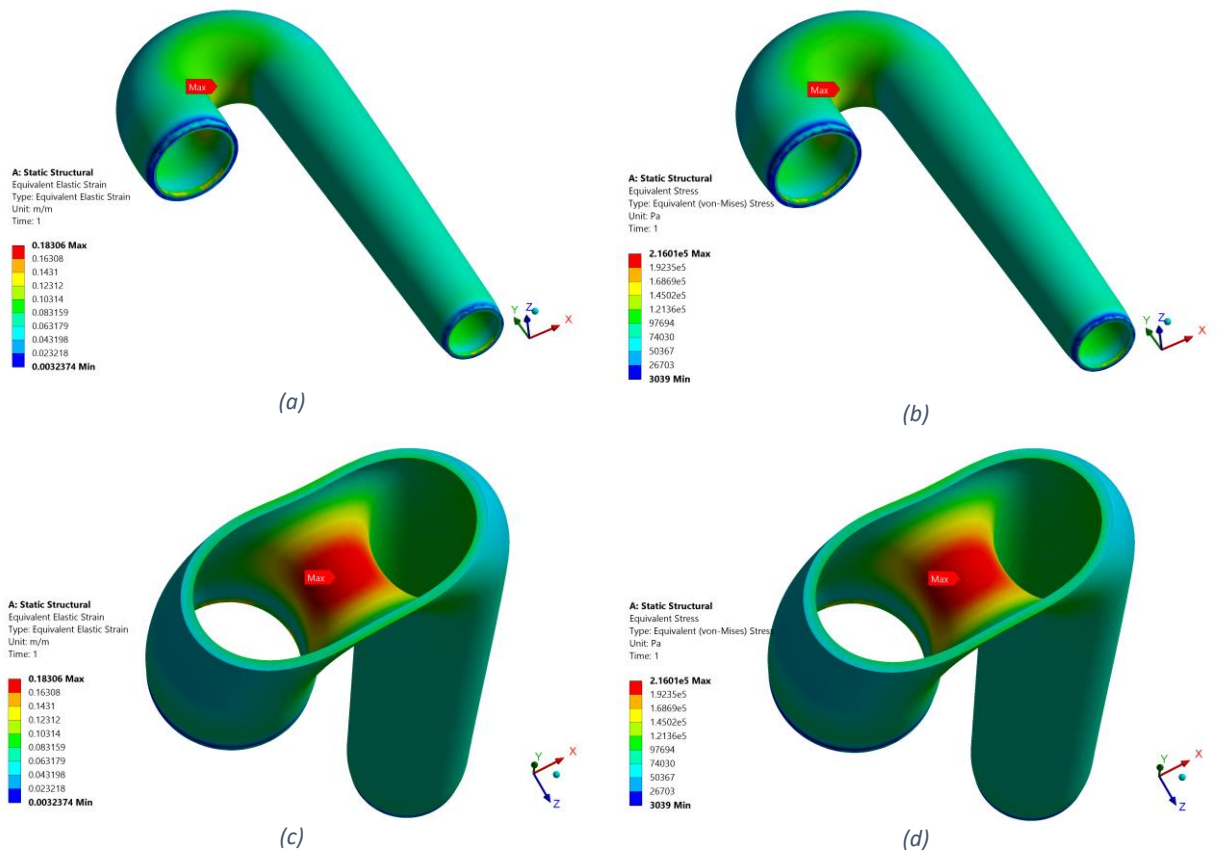 Max
A: Static Structural
Equivalent Elastic Strain
Type: Equivalent Elastic Strain
Unit: m/m
Time: 1
0.18306 Max
0.16308
0.1431
0.12312
0.10314
0.083159
0.063179
0.043198
0.023218
0.0032374 Min
Y
Z
X
(a)
Max
A: Static Structural
Equivalent Stress
Type: Equivalent (von-Mises) Stress
Unit: Pa
Time: 1
2.1601e5 Max
1.9235e5
1.6869e5
1.4502e5
1.2136e5
97694
74030
50367
26703
3039 Min
Y
Z
X
(b)
Max
A: Static Structural
Equivalent Elastic Strain
Type: Equivalent Elastic Strain
Unit: m/m
Time: 1
0.18306 Max
0.16308
0.1431
0.12312
0.10314
0.083159
0.063179
0.043198
0.023218
0.0032374 Min
Y
X
Z
(c)
Max
A: Static Structural
Equivalent Stress
Type: Equivalent (von-Mises) Stress
Unit: Pa
Time: 1
2.1601e5 Max
1.9235e5
1.6869e5
1.4502e5
1.2136e5
97694
74030
50367
26703
3039 Min
Y
X
Z
(d)